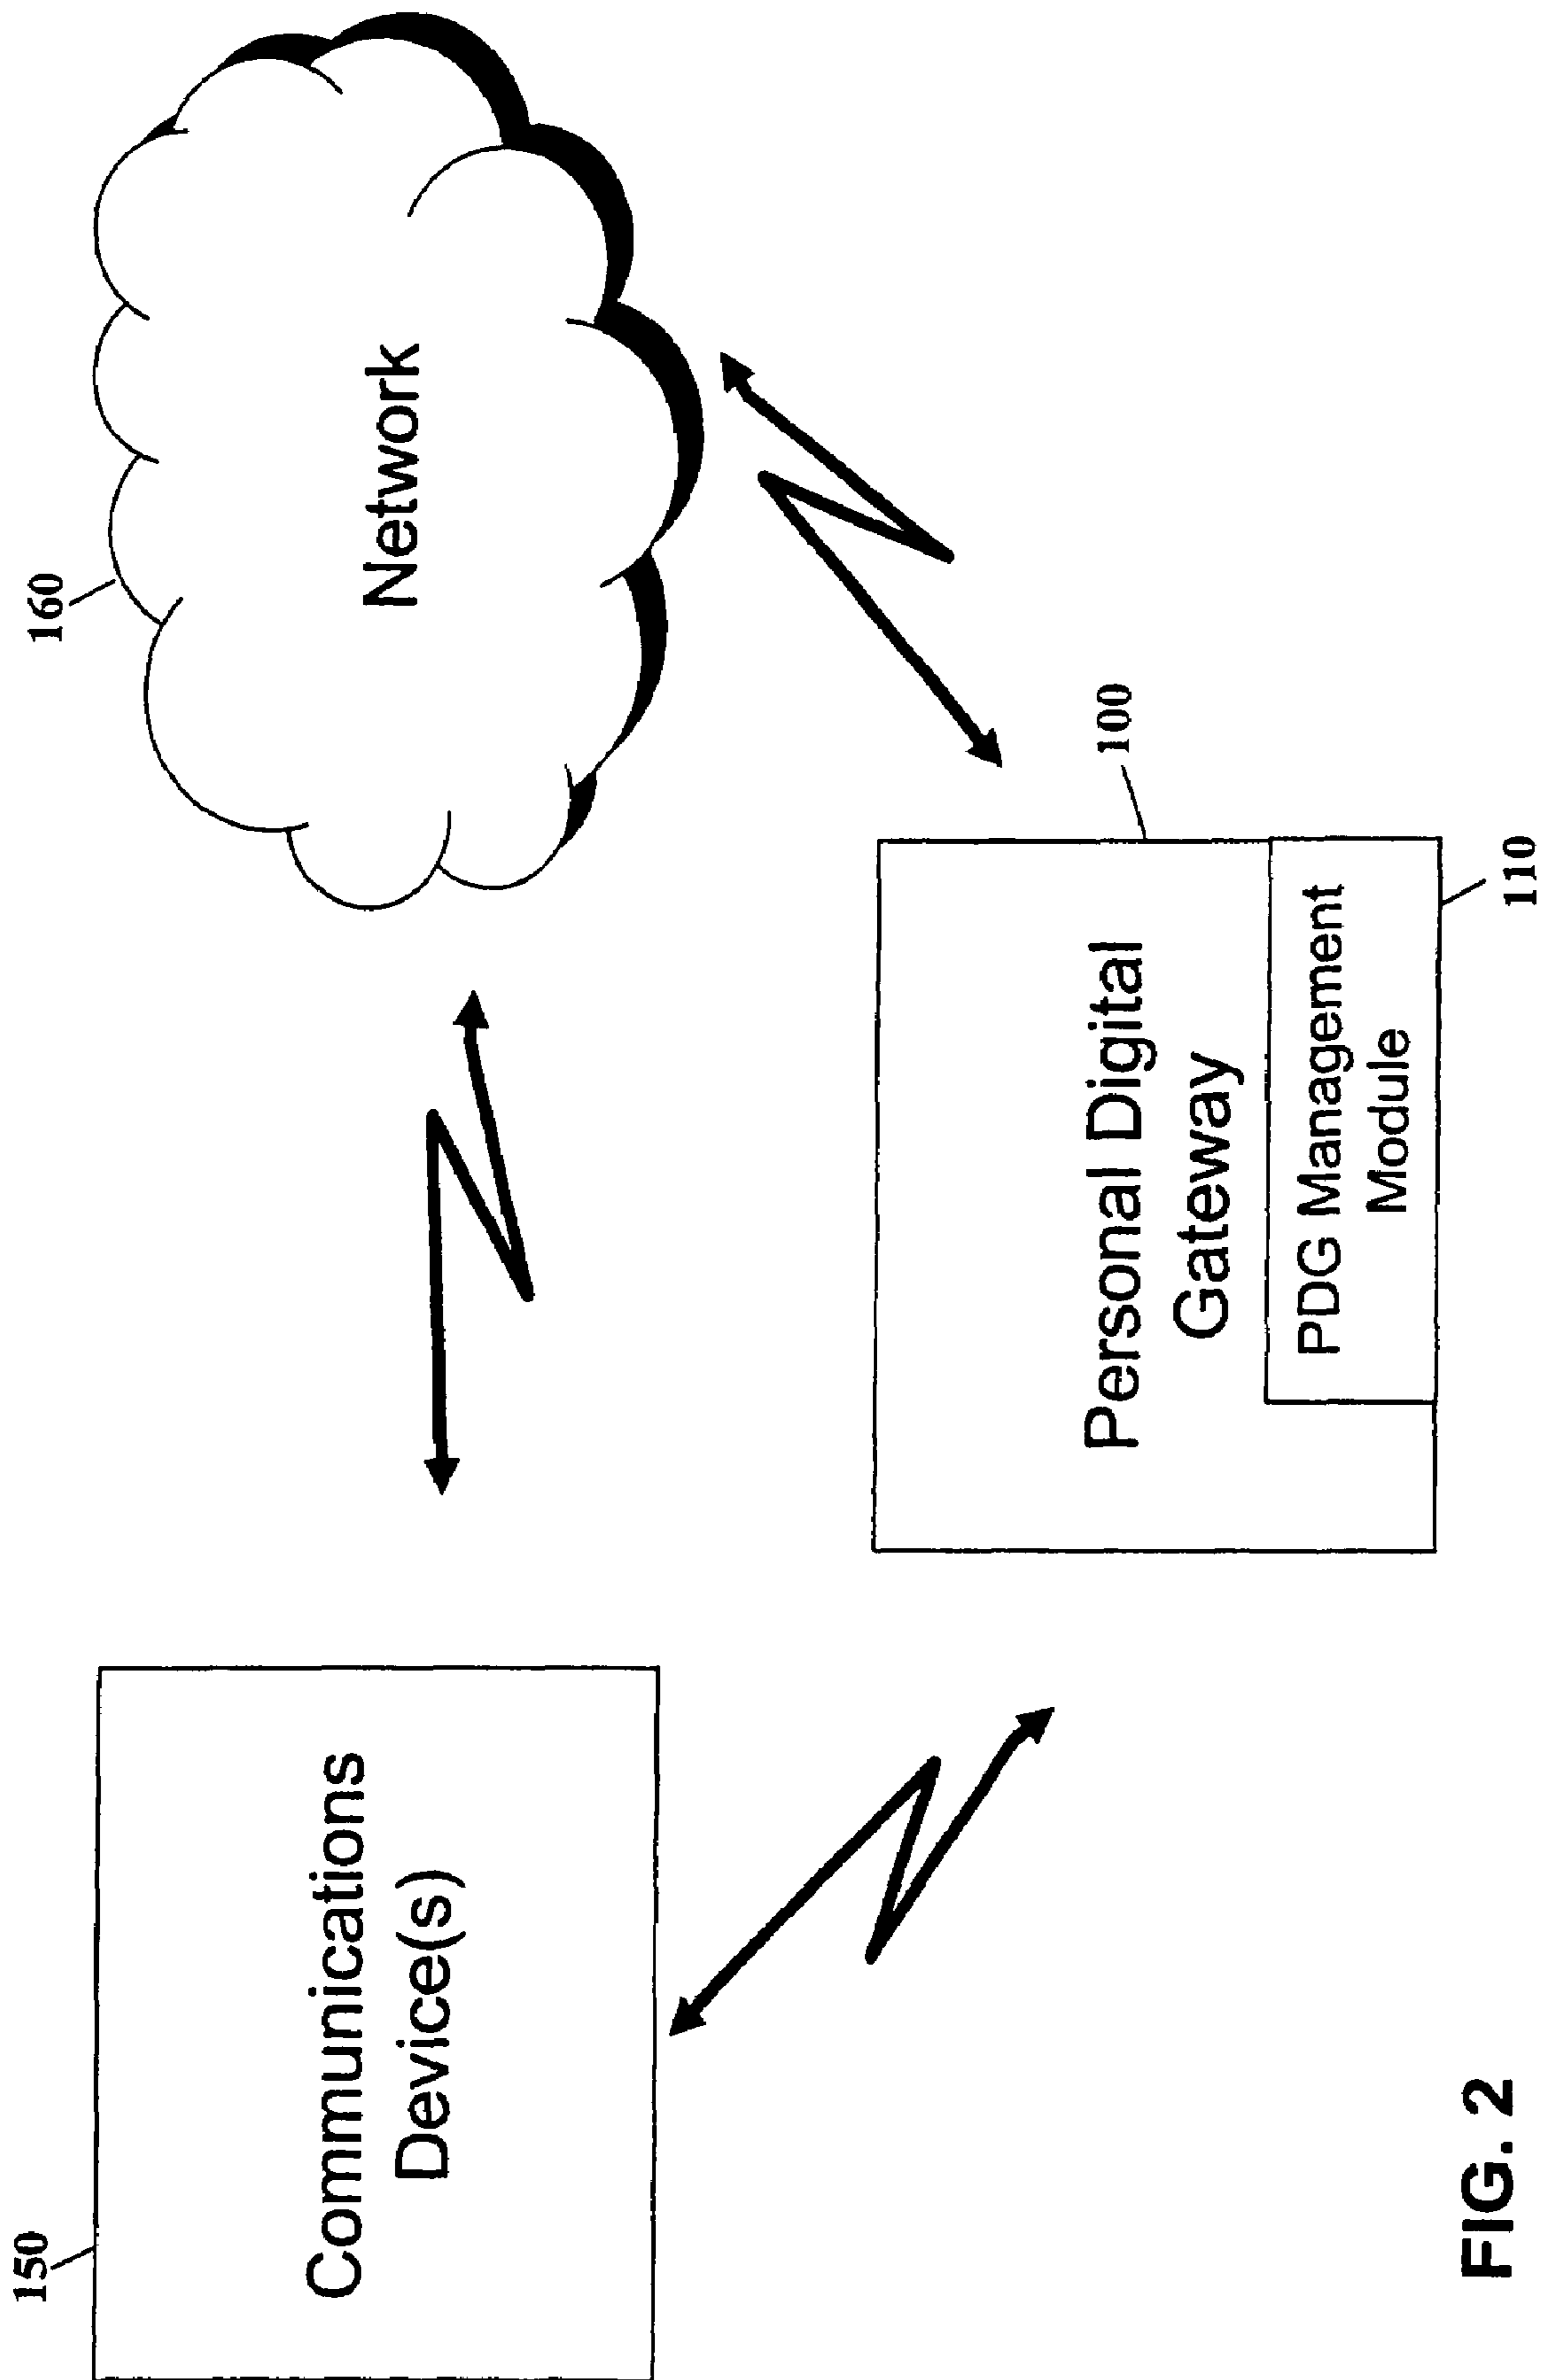 150
Communications
Device(s)
160
Network
100
Personal Digital
Gateway
PDG Management
Module
110
FIG. 2